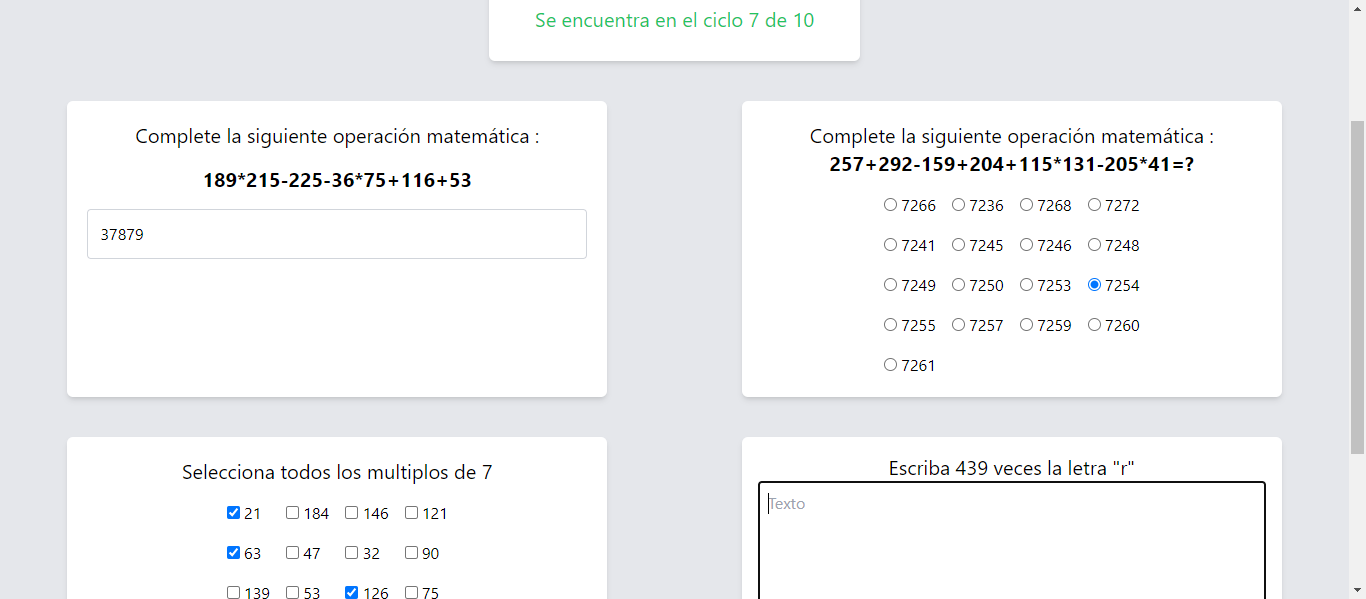 Se encuentra en el ciclo 7 de 10
Complete la siguiente operación matemática :
189*215-225-36*75+116+53
37879
Complete la siguiente operación matemática :
257+292-159+204+115*131-205*41=?
7266 7236 7268 7272
7241 7245 7246 7248
7249 7250 7253 7254
7255 7257 7259 7260
7261
Selecciona todos los multiplos de 7
21 184 146 121
63 47 32 90
139 53 126 75
Escriba 439 veces la letra "r"
Texto